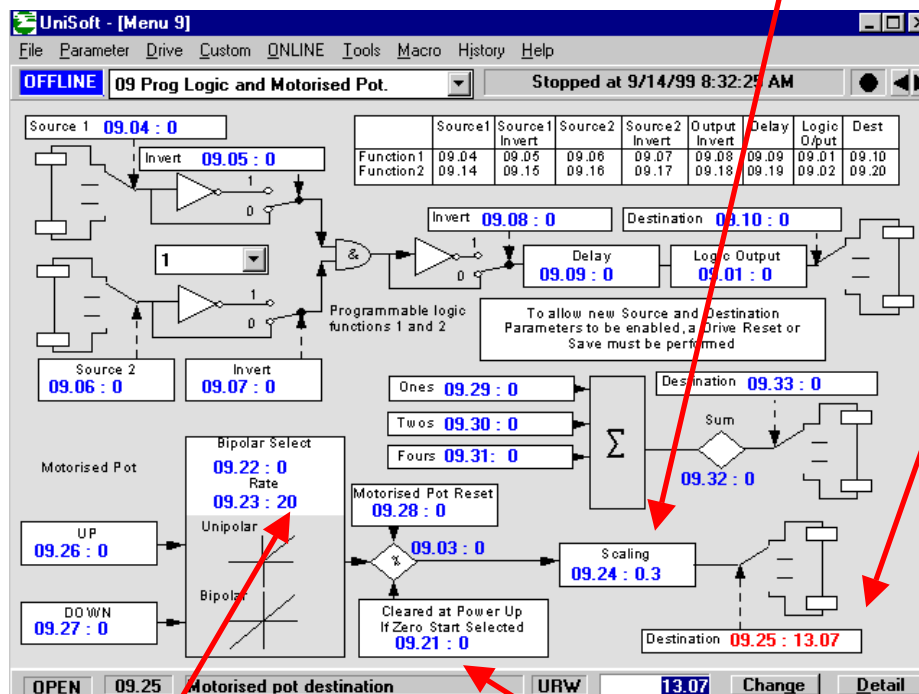 UniSoft - [Menu 9]
File Parameter Drive Custom ONLINE Tools Macro History Help
OFFLINE 09 Prog Logic and Motorised Pot. Stopped at 9/14/99 8:32:25 AM
Source 1 09.04 : 0
Invert 09.05 : 0
Source1 Source1 Invert Source2 Source2 Invert Output Invert Delay Logic O/put Dest
Function1 09.04 09.05 09.06 09.07 09.08 09.09 09.01 09.10
Function2 09.14 09.15 09.16 09.17 09.18 09.19 09.02 09.20
1
0
Invert 09.08 : 0
Destination 09.10 : 0
1
&
1
0
Delay
09.09 : 0
Logic Output
09.01 : 0
1
0
Programmable logic
functions 1 and 2
To allow new Source and Destination
Parameters to be enabled, a Drive Reset or
Save must be performed
Source 2
09.06 : 0
Invert
09.07 : 0
Ones 09.29 : 0
Twos 09.30 : 0
Fours 09.31: 0
Σ
Sum
09.32 : 0
Destination 09.33 : 0
Motorised Pot
Bipolar Select
09.22 : 0
Rate
09.23 : 20
Unipolar
Bipolar
UP
09.26 : 0
DOWN
09.27 : 0
Motorised Pot Reset
09.28 : 0
%
09.03 : 0
Cleared at Power Up
If Zero Start Selected
09.21 : 0
Scaling
09.24 : 0.3
Destination 09.25 : 13.07
OPEN 09.25 Motorised pot destination URW 13.07 Change Detail